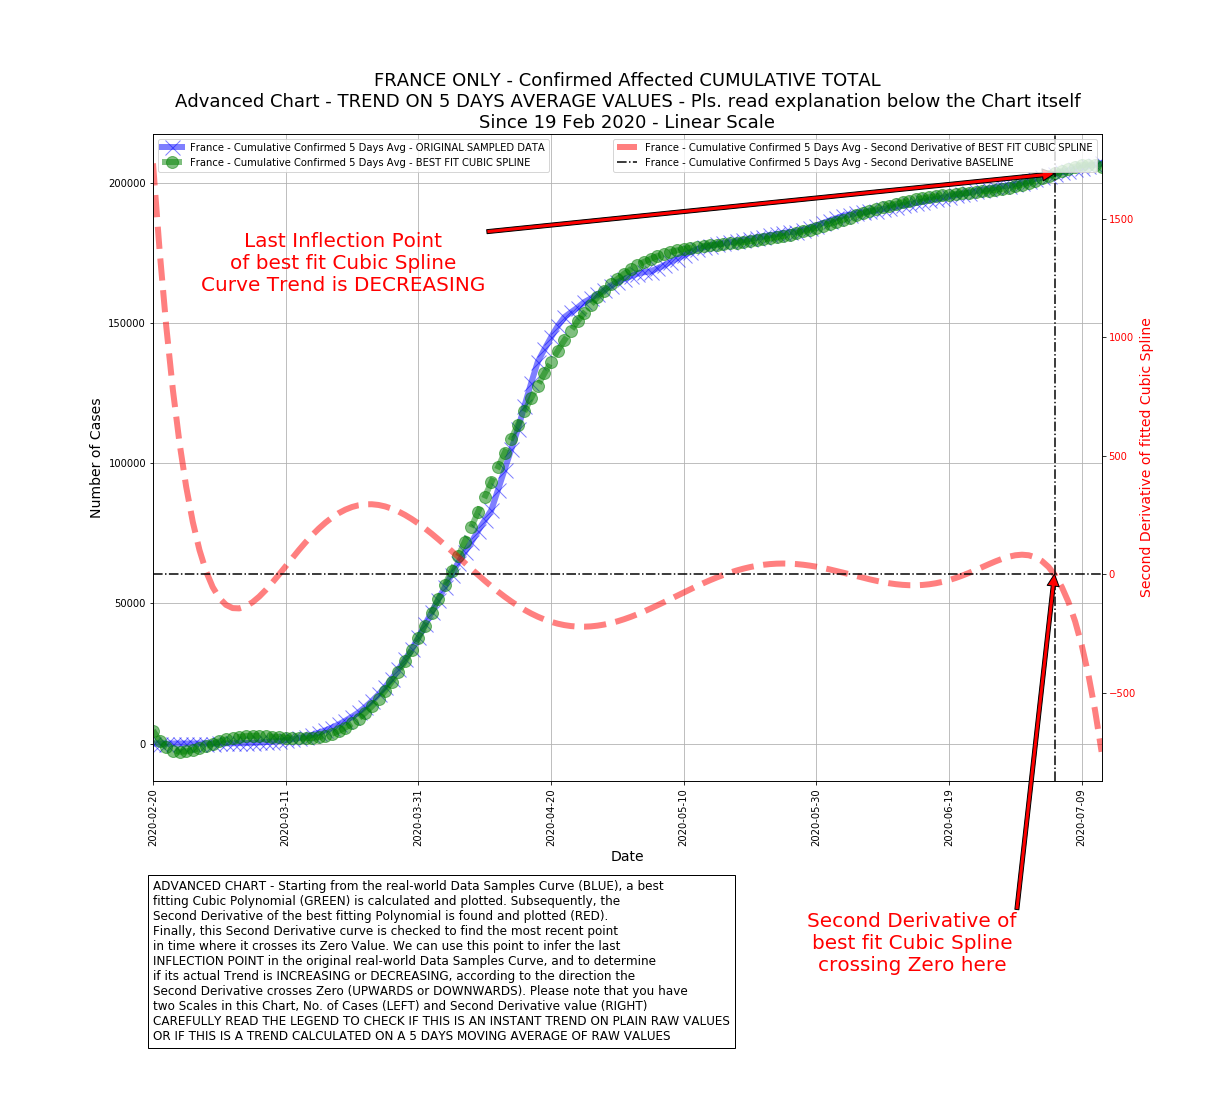 FRANCE ONLY - Confirmed Affected CUMULATIVE TOTAL
Advanced Chart - TREND ON 5 DAYS AVERAGE VALUES - Pls. read explanation below the Chart itself
Since 19 Feb 2020 - Linear Scale
France - Cumulative Confirmed 5 Days Avg - ORIGINAL SAMPLED DATA
France - Cumulative Confirmed 5 Days Avg - BEST FIT CUBIC SPLINE
France - Cumulative Confirmed 5 Days Avg - Second Derivative of BEST FIT CUBIC SPLINE
France - Cumulative Confirmed 5 Days Avg - Second Derivative BASELINE
Last Inflection Point
of best fit Cubic Spline
Curve Trend is DECREASING
Number of Cases
200000
150000
100000
50000
0
1500
1000
500
0
−500
Second Derivative of fitted Cubic Spline
2020-02-20
2020-03-11
2020-03-31
2020-04-20
2020-05-10
2020-05-30
2020-06-19
2020-07-09
Date
ADVANCED CHART - Starting from the real-world Data Samples Curve (BLUE), a best
fitting Cubic Polynomial (GREEN) is calculated and plotted. Subsequently, the
Second Derivative of the best fitting Polynomial is found and plotted (RED).
Finally, this Second Derivative curve is checked to find the most recent point
in time where it crosses its Zero Value. We can use this point to infer the last
INFLECTION POINT in the original real-world Data Samples Curve, and to determine
if its actual Trend is INCREASING or DECREASING, according to the direction the
Second Derivative crosses Zero (UPWARDS or DOWNWARDS). Please note that you have
two Scales in this Chart, No. of Cases (LEFT) and Second Derivative value (RIGHT)
CAREFULLY READ THE LEGEND TO CHECK IF THIS IS AN INSTANT TREND ON PLAIN RAW VALUES
OR IF THIS IS A TREND CALCULATED ON A 5 DAYS MOVING AVERAGE OF RAW VALUES
Second Derivative of
best fit Cubic Spline
crossing Zero here